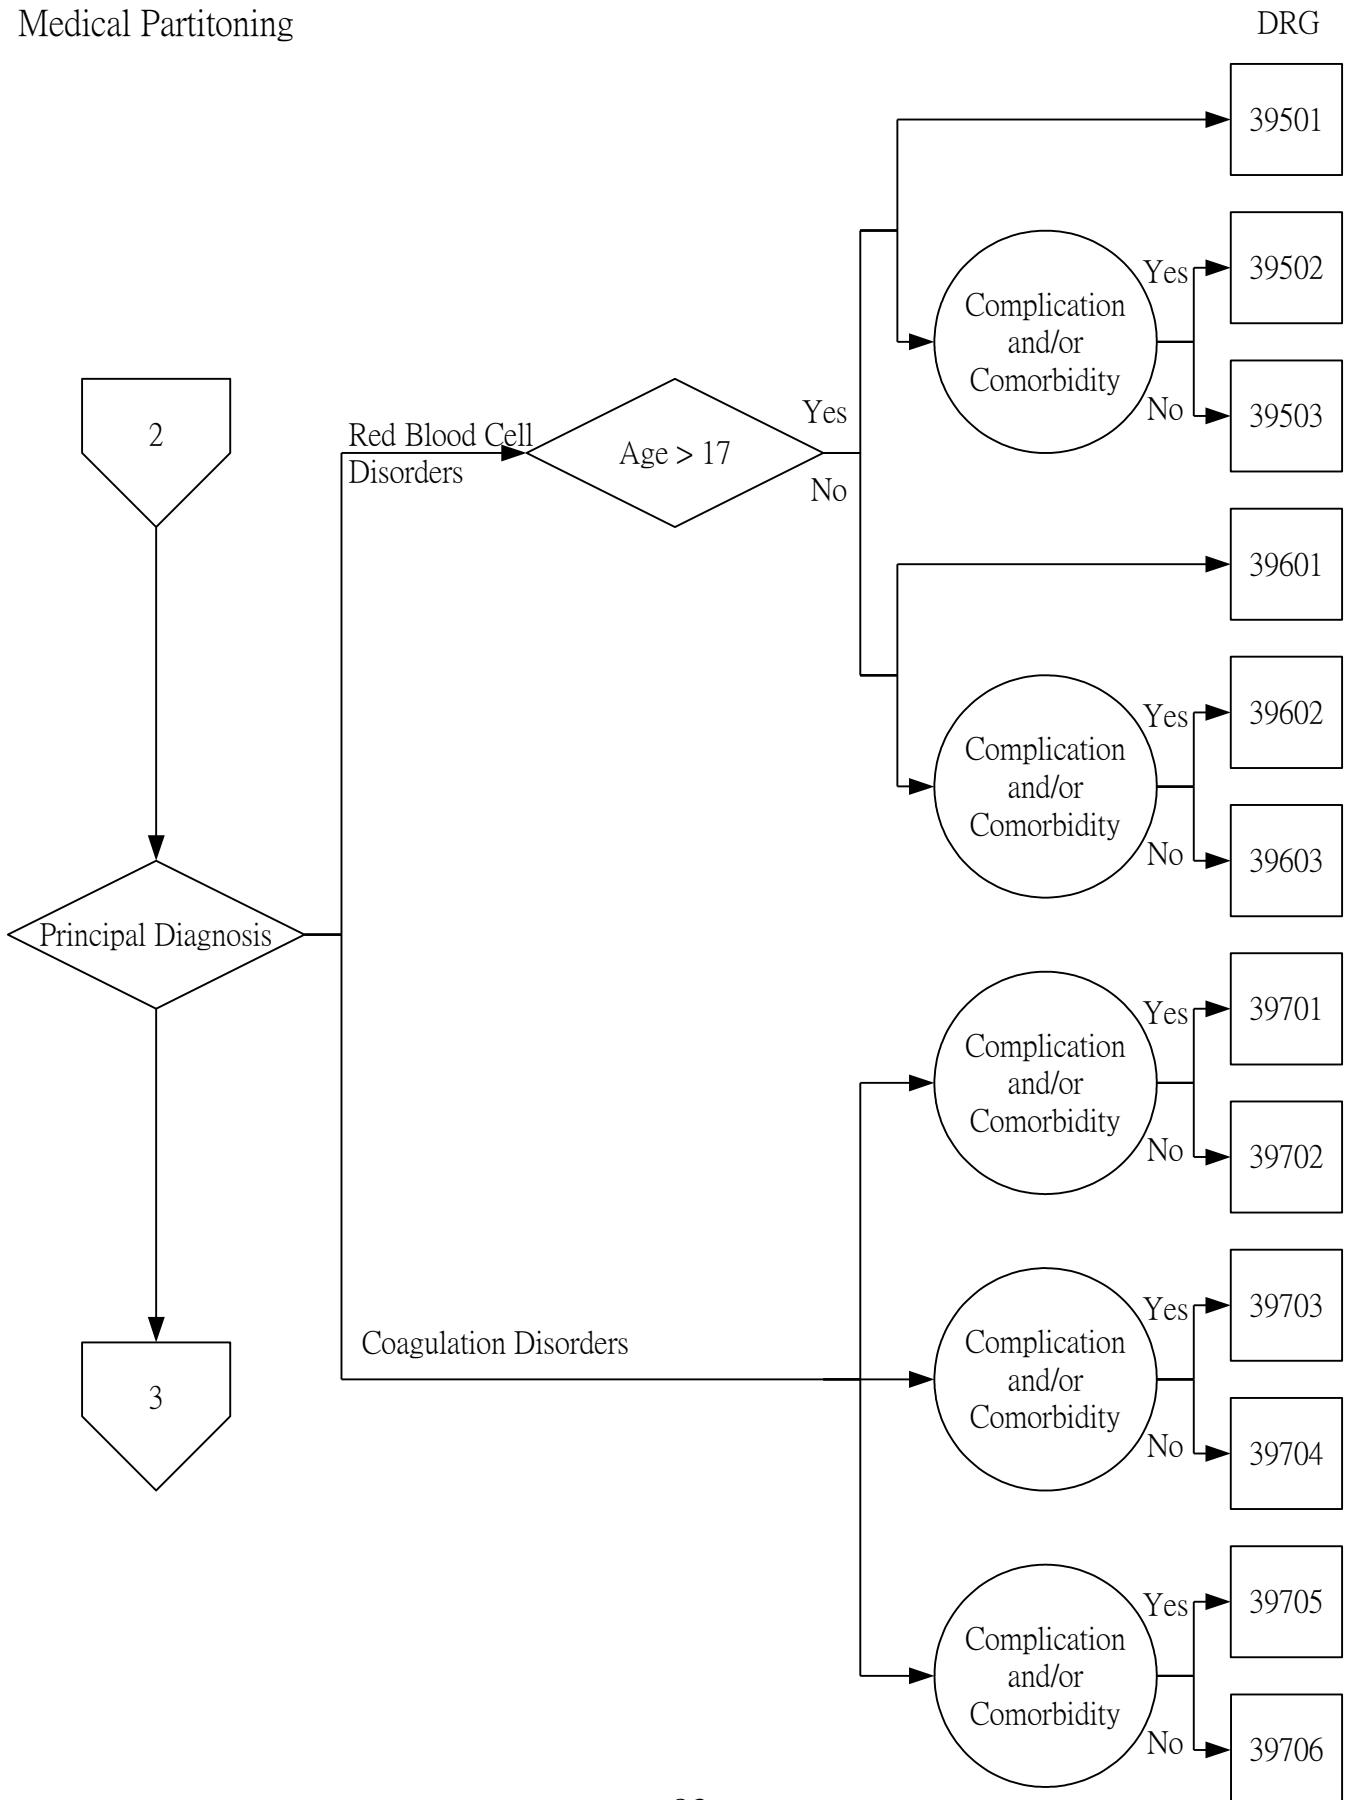 Medical Partitoning
DRG
39501
Yes
39502
Complication
and/or
Comorbidity
No
39503
2
Red Blood Cell
Disorders
Age > 17
Yes
No
39601
Yes
39602
Complication
and/or
Comorbidity
No
39603
Principal Diagnosis
Yes
39701
Complication
and/or
Comorbidity
No
39702
Coagulation Disorders
Yes
39703
Complication
and/or
Comorbidity
No
39704
3
Yes
39705
Complication
and/or
Comorbidity
No
39706